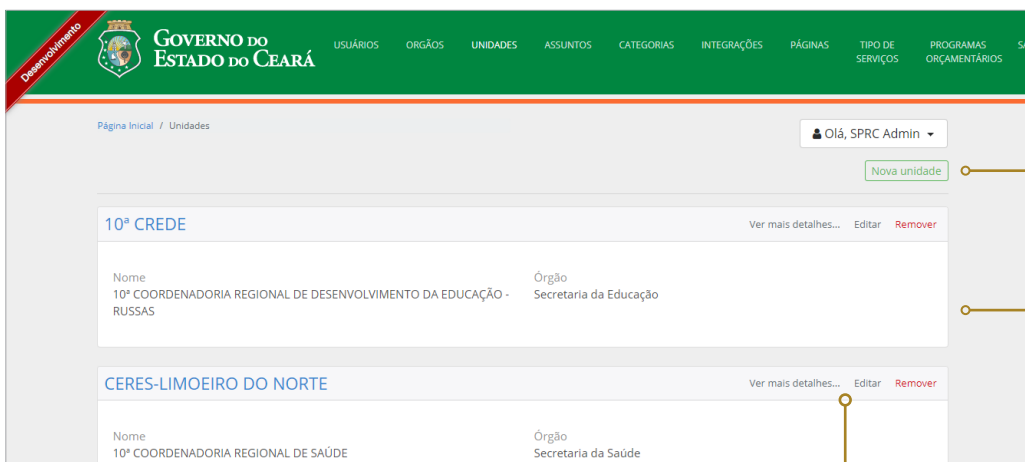 Desenvolvimento
GOVERNO DO
ESTADO DO CEARÁ
USUÁRIOS ORGÃOS UNIDADES ASSUNTOS CATEGORIAS INTEGRAÇÕES PÁGINAS TIPO DE SERVIÇOS PROGRAMAS ORÇAMENTÁRIOS
Página Inicial / Unidades
Olá, SPRC Admin
Nova unidade
10ª CREDE Ver mais detalhes... Editar Remover
Nome Órgão
10ª COORDENADORIA REGIONAL DE DESENVOLVIMENTO DA EDUCAÇÃO - Secretaria da Educação
RUSSAS
CERES-LIMOEIRO DO NORTE Ver mais detalhes... Editar Remover
Nome Órgão
10ª COORDENADORIA REGIONAL DE SAÚDE Secretaria da Saúde